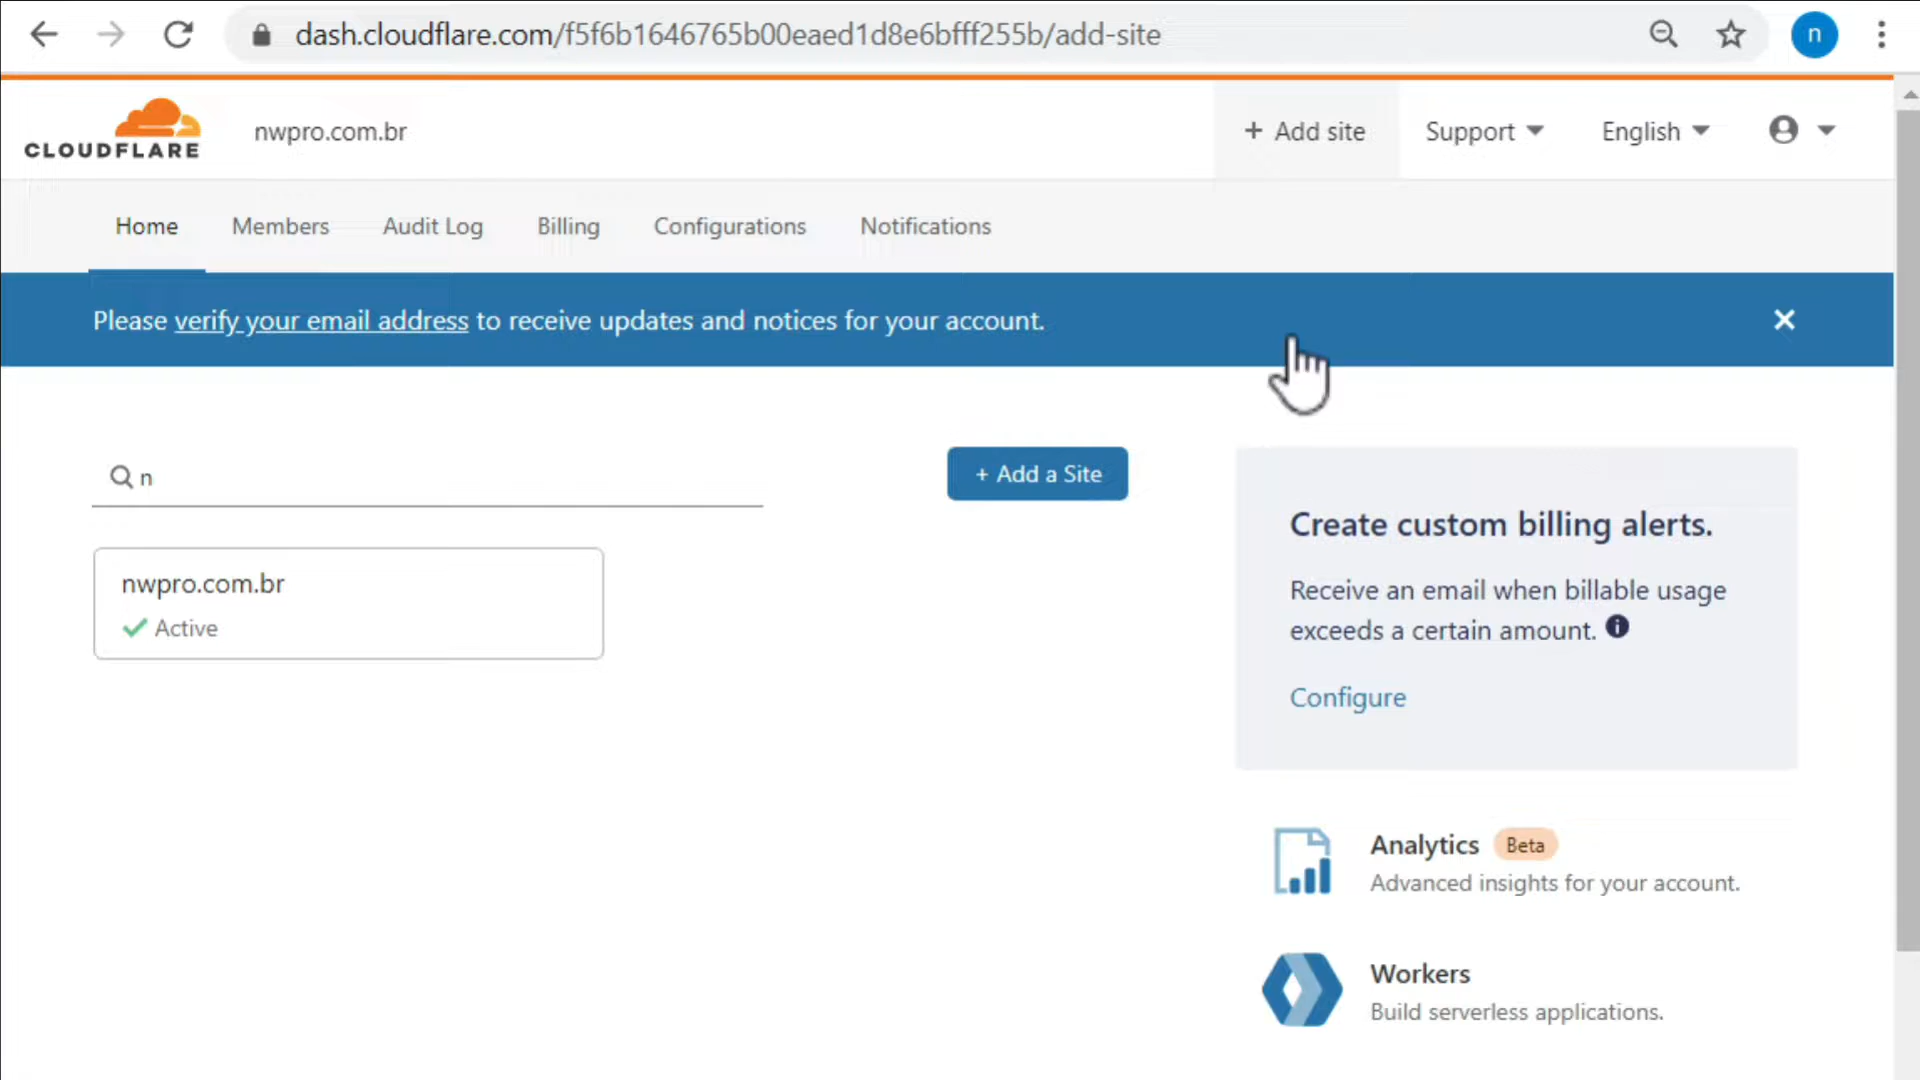 dash.cloudflare.com/f5f6b1646765b00eaed1d8e6bfff255b/add-site
n
CLOUDFLARE
nwpro.com.br
+ Add site
Support
English
Home
Members
Audit Log
Billing
Configurations
Notifications
Please verify your email address to receive updates and notices for your account.
n
+ Add a Site
nwpro.com.br
Active
Create custom billing alerts.
Receive an email when billable usage
exceeds a certain amount.
Configure
Analytics Beta
Advanced insights for your account.
Workers
Build serverless applications.